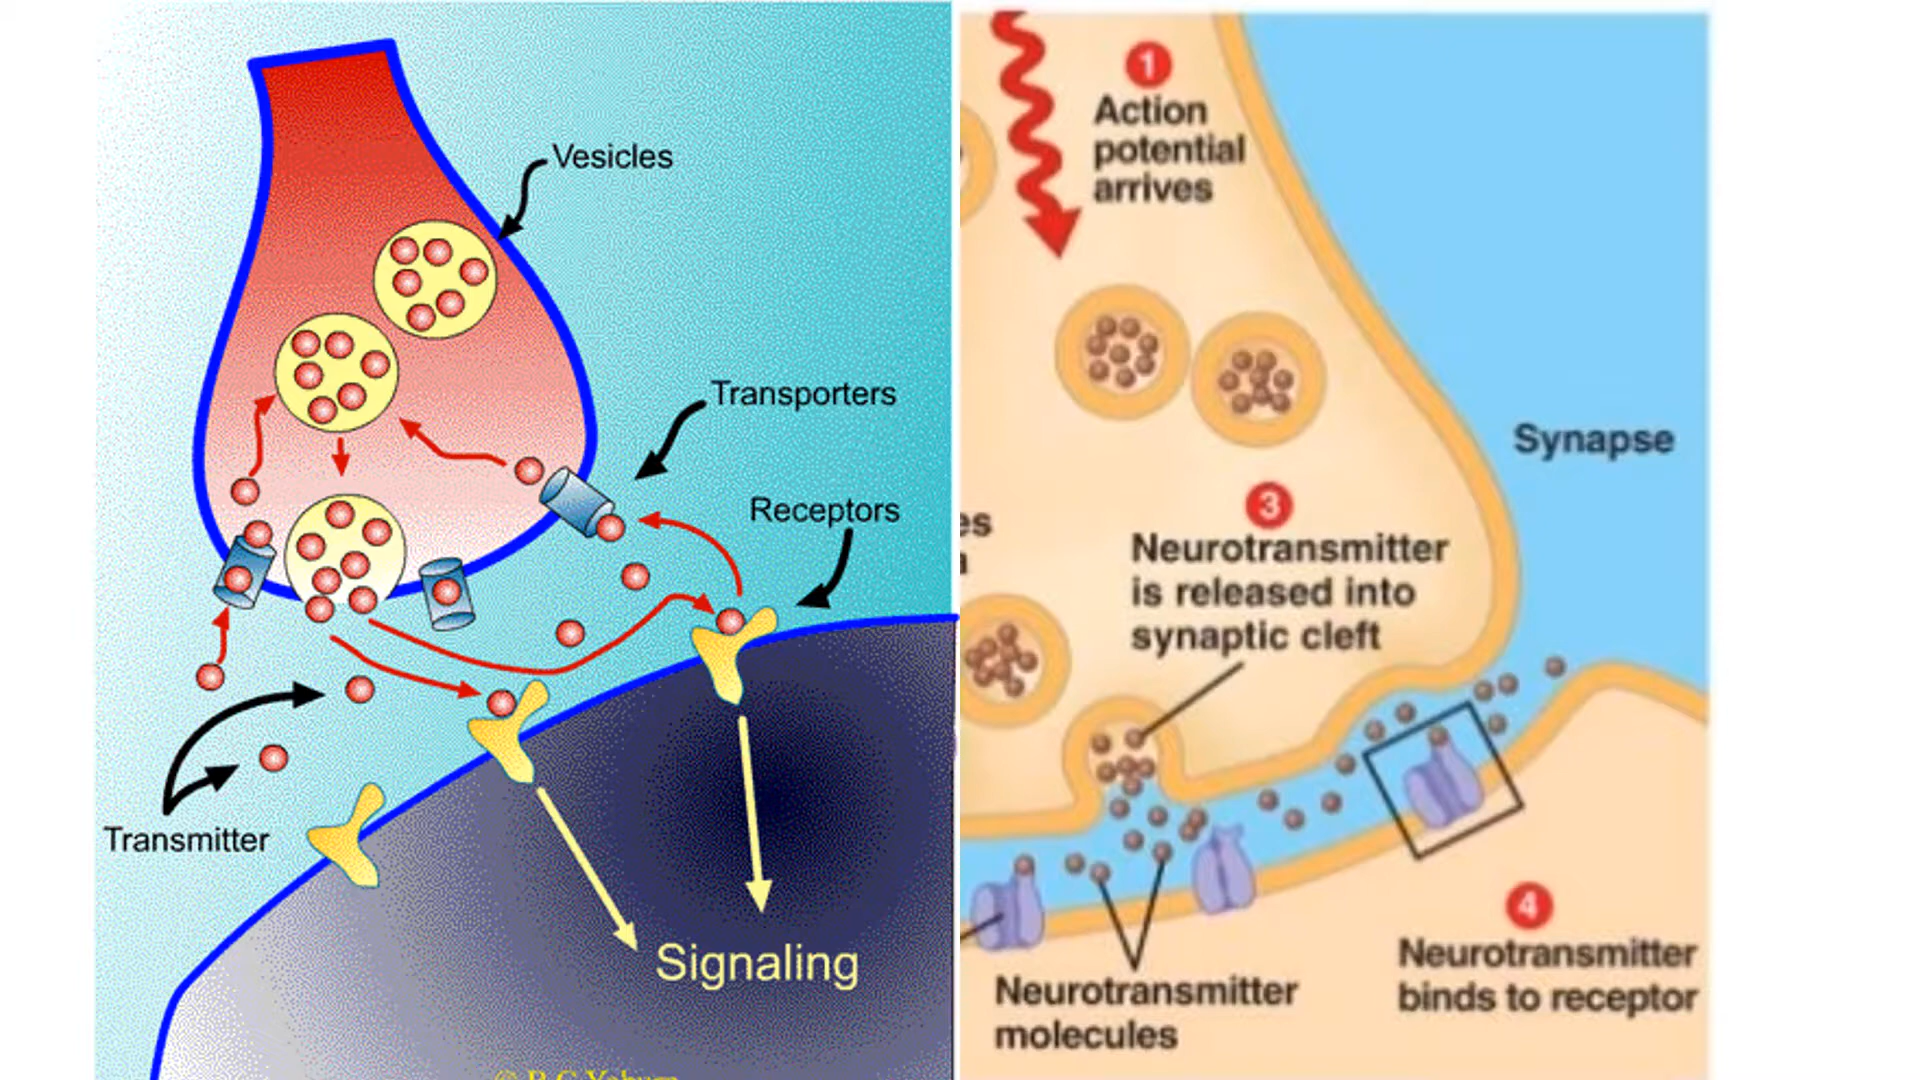 Vesicles
Transporters
Receptors
Transmitter
Signaling
1
Action
potential
arrives
Synapse
3
Neurotransmitter
is released into
synaptic cleft
4
Neurotransmitter
binds to receptor
Neurotransmitter
molecules